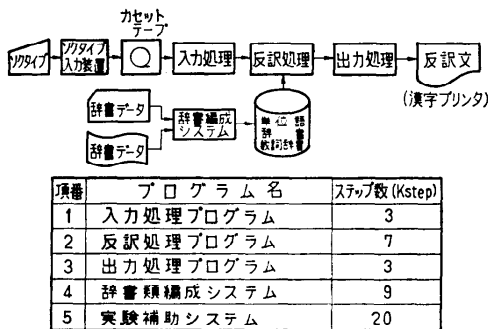 カセット
テープ
ソクタイプ
ソクタイプ
入力装置
入力処理
反訳処理
出力処理
反訳文
(漢字プリンタ)
辞書データ
辞書データ
辞書編成
システム
単位語
辞書
数詞辞書
項番 プログラム名 ステップ数(Kstep)
1 入力処理プログラム 3
2 反訳処理プログラム 7
3 出力処理プログラム 3
4 辞書類編成システム 9
5 実験補助システム 20